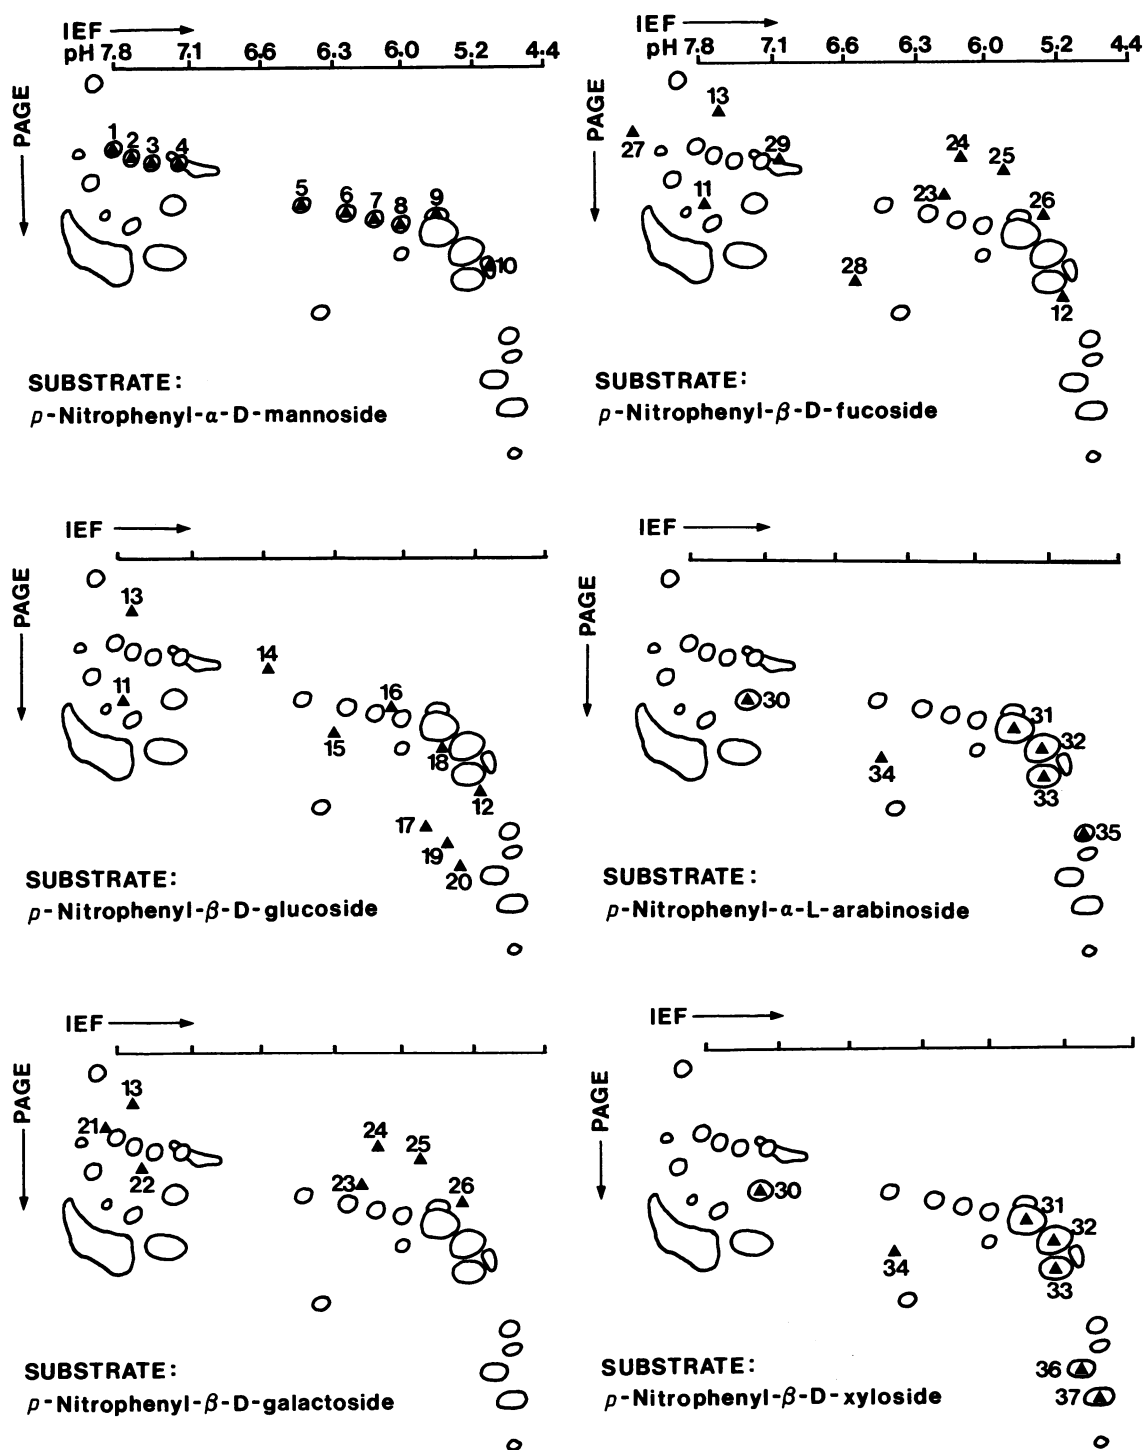 IEF
pH 7.8 7.1 6.6 6.3 6.0 5.2 4.4
PAGE
1 2 3 4
5 6 7 8 9
10
SUBSTRATE:
p-Nitrophenyl-α-D-mannoside
IEF
pH 7.8 7.1 6.6 6.3 6.0 5.2 4.4
PAGE
13
27 29 24 25
11 23 26
28
12
SUBSTRATE:
p-Nitrophenyl-β-D-fucoside
IEF
PAGE
13
14
11 16
15
18
12
17
19
20
SUBSTRATE:
p-Nitrophenyl-β-D-glucoside
IEF
PAGE
30 31
32
34
33
35
SUBSTRATE:
p-Nitrophenyl-α-L-arabinoside
IEF
PAGE
13
21 24 25
22 23 26
SUBSTRATE:
p-Nitrophenyl-β-D-galactoside
IEF
PAGE
30 31
32
34
33
SUBSTRATE: 36
p-Nitrophenyl-β-D-xyloside 37